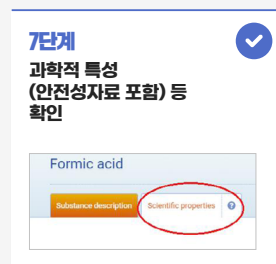 7단계
과학적 특성
(안전성자료 포함) 등
확인
Formic acid
Substance description
Scientific properties
?